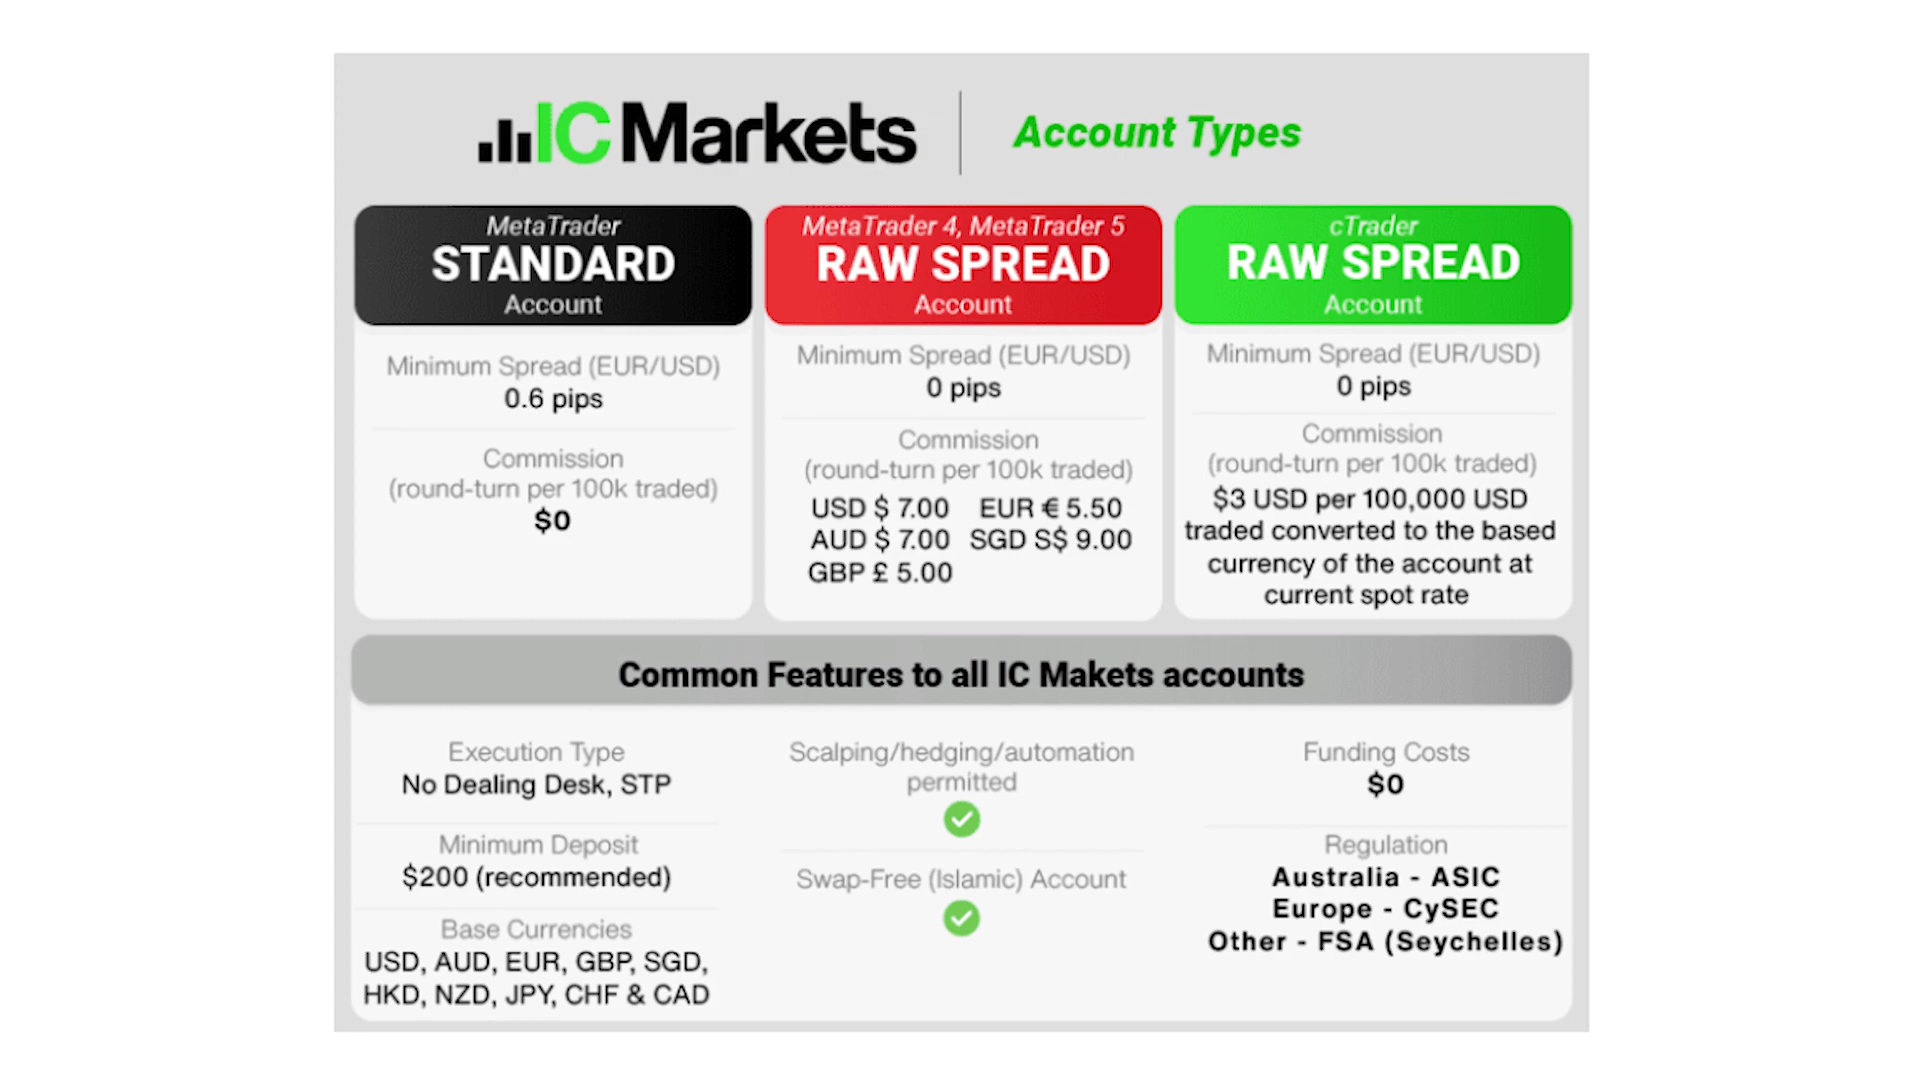 IC Markets
Account Types
MetaTrader
STANDARD
Account
Minimum Spread (EUR/USD)
0.6 pips
Commission
(round-turn per 100k traded)
$0
MetaTrader 4, MetaTrader 5
RAW SPREAD
Account
Minimum Spread (EUR/USD)
0 pips
Commission
(round-turn per 100k traded)
USD $ 7.00 EUR € 5.50
AUD $ 7.00 SGD S$ 9.00
GBP £ 5.00
cTrader
RAW SPREAD
Account
Minimum Spread (EUR/USD)
0 pips
Commission
(round-turn per 100k traded)
$3 USD per 100,000 USD
traded converted to the based
currency of the account at
current spot rate
Common Features to all IC Makets accounts
Execution Type
No Dealing Desk, STP
Minimum Deposit
$200 (recommended)
Base Currencies
USD, AUD, EUR, GBP, SGD,
HKD, NZD, JPY, CHF & CAD
Scalping/hedging/automation
permitted
Swap-Free (Islamic) Account
Funding Costs
$0
Regulation
Australia - ASIC
Europe - CySEC
Other - FSA (Seychelles)